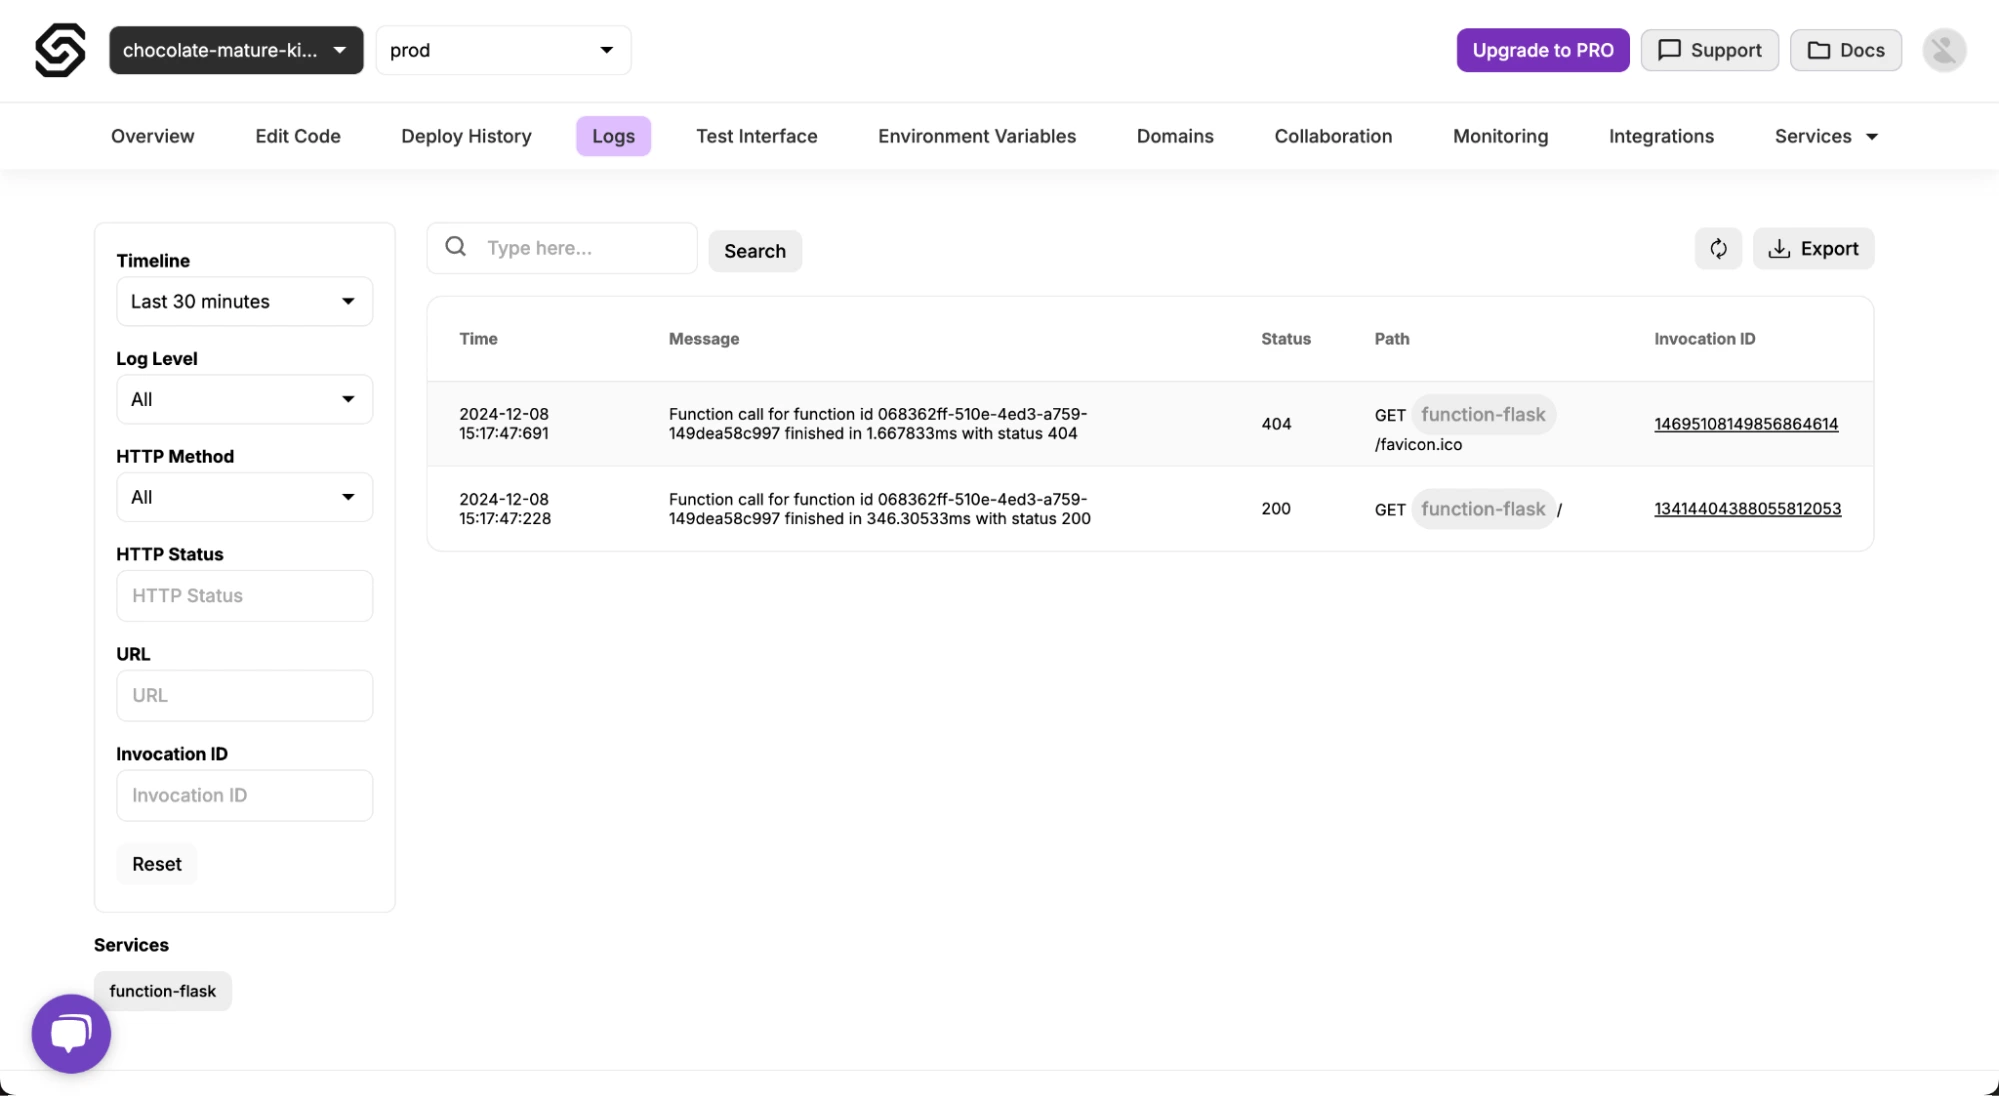 chocolate-mature-ki...
prod
Upgrade to PRO
Support
Docs
Overview
Edit Code
Deploy History
Logs
Test Interface
Environment Variables
Domains
Collaboration
Monitoring
Integrations
Services
Timeline
Last 30 minutes
Log Level
All
HTTP Method
All
HTTP Status
HTTP Status
URL
URL
Invocation ID
Invocation ID
Reset
Services
function-flask
Type here...
Search
Export
Time Message Status Path Invocation ID
2024-12-08
15:17:47:691
Function call for function id 068362ff-510e-4ed3-a759-
149dea58c997 finished in 1.667833ms with status 404
404
GET function-flask
/favicon.ico
14695108149856864614
2024-12-08
15:17:47:228
Function call for function id 068362ff-510e-4ed3-a759-
149dea58c997 finished in 346.30533ms with status 200
200
GET function-flask /
13414404388055812053